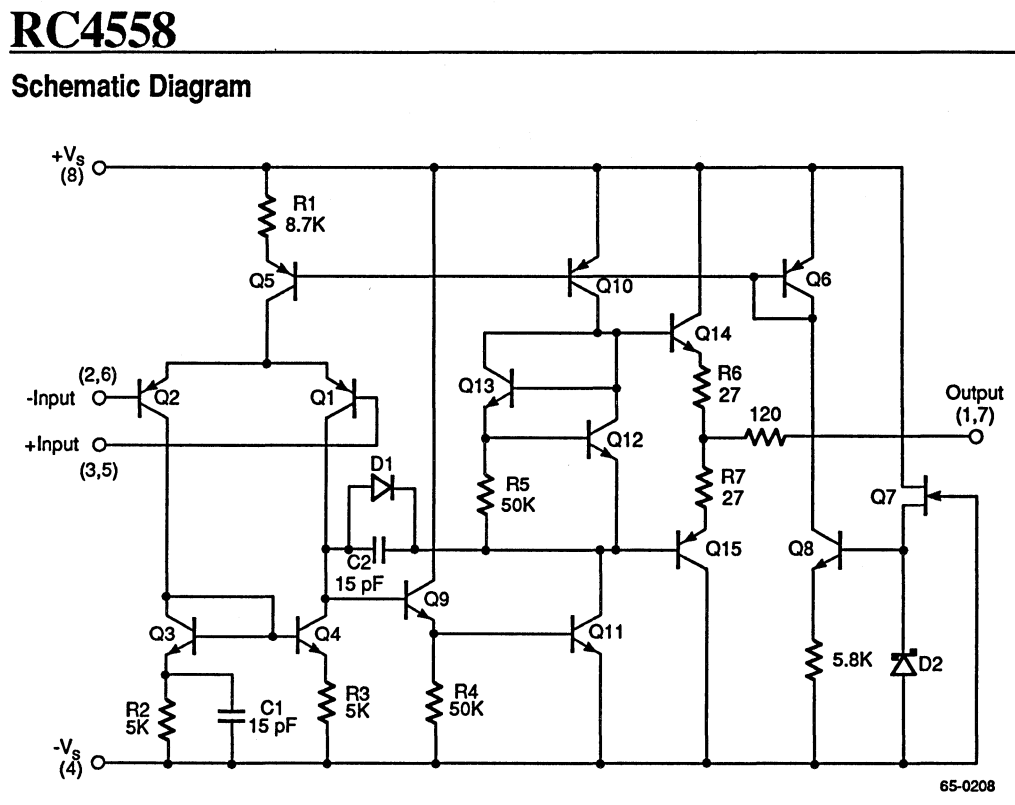 RC4558
Schematic Diagram
+Vs
(8)
R1
8.7K
Q5
Q10
Q6
Q14
(2,6)
-Input
Q2
Q1
Q13
R6
27
Output
(1,7)
120
+Input
(3,5)
Q12
D1
R5
50K
R7
27
Q7
C2
15 pF
Q15
Q8
Q9
Q3
Q4
Q11
5.8K
D2
R2
5K
C1
15 pF
R3
5K
R4
50K
-Vs
(4)
65-0208